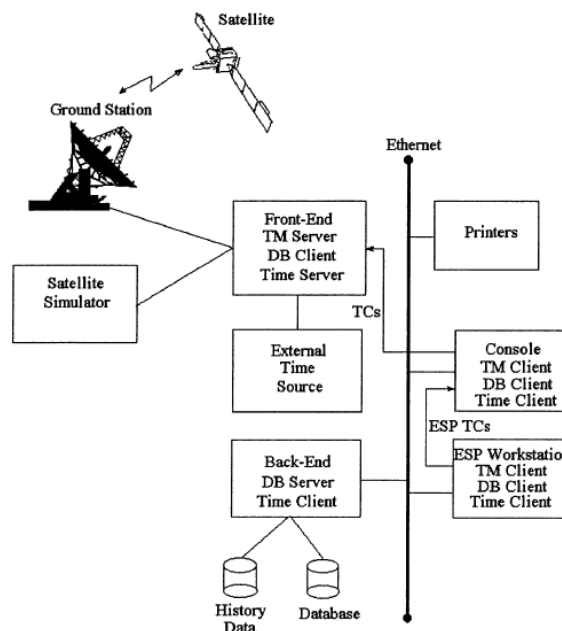 Satellite
Ground Station
Ethernet
Front-End
TM Server
DB Client
Time Server
Printers
Satellite
Simulator
TCs
External
Time
Source
Console
TM Client
DB Client
Time Client
ESP TCs
Back-End
DB Server
Time Client
ESP Workstation
TM Client
DB Client
Time Client
History
Data
Database